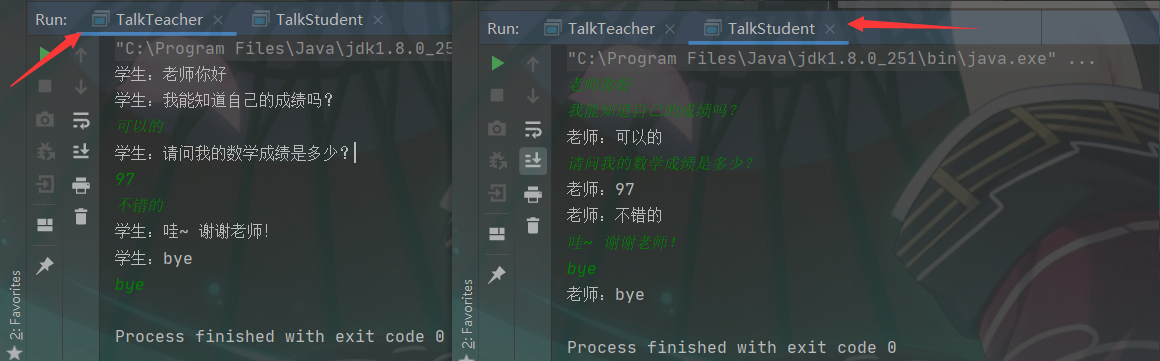 Run: TalkTeacher × TalkStudent ×
"C:\Program Files\Java\jdk1.8.0_25
学生: 老师你好
学生: 我能知道自己的成绩吗?
可以的
学生: 请问我的数学成绩是多少?
97
不错的
学生: 哇~ 谢谢老师!
学生: bye
bye
Process finished with exit code 0
2: Favorites
Run: TalkTeacher × TalkStudent ×
"C:\Program Files\Java\jdk1.8.0_251\bin\java.exe" ...
老师你好
我能知道自己的成绩吗?
老师: 可以的
请问我的数学成绩是多少?
老师: 97
老师: 不错的
哇~ 谢谢老师!
bye
老师: bye
Process finished with exit code 0
2: Favorites